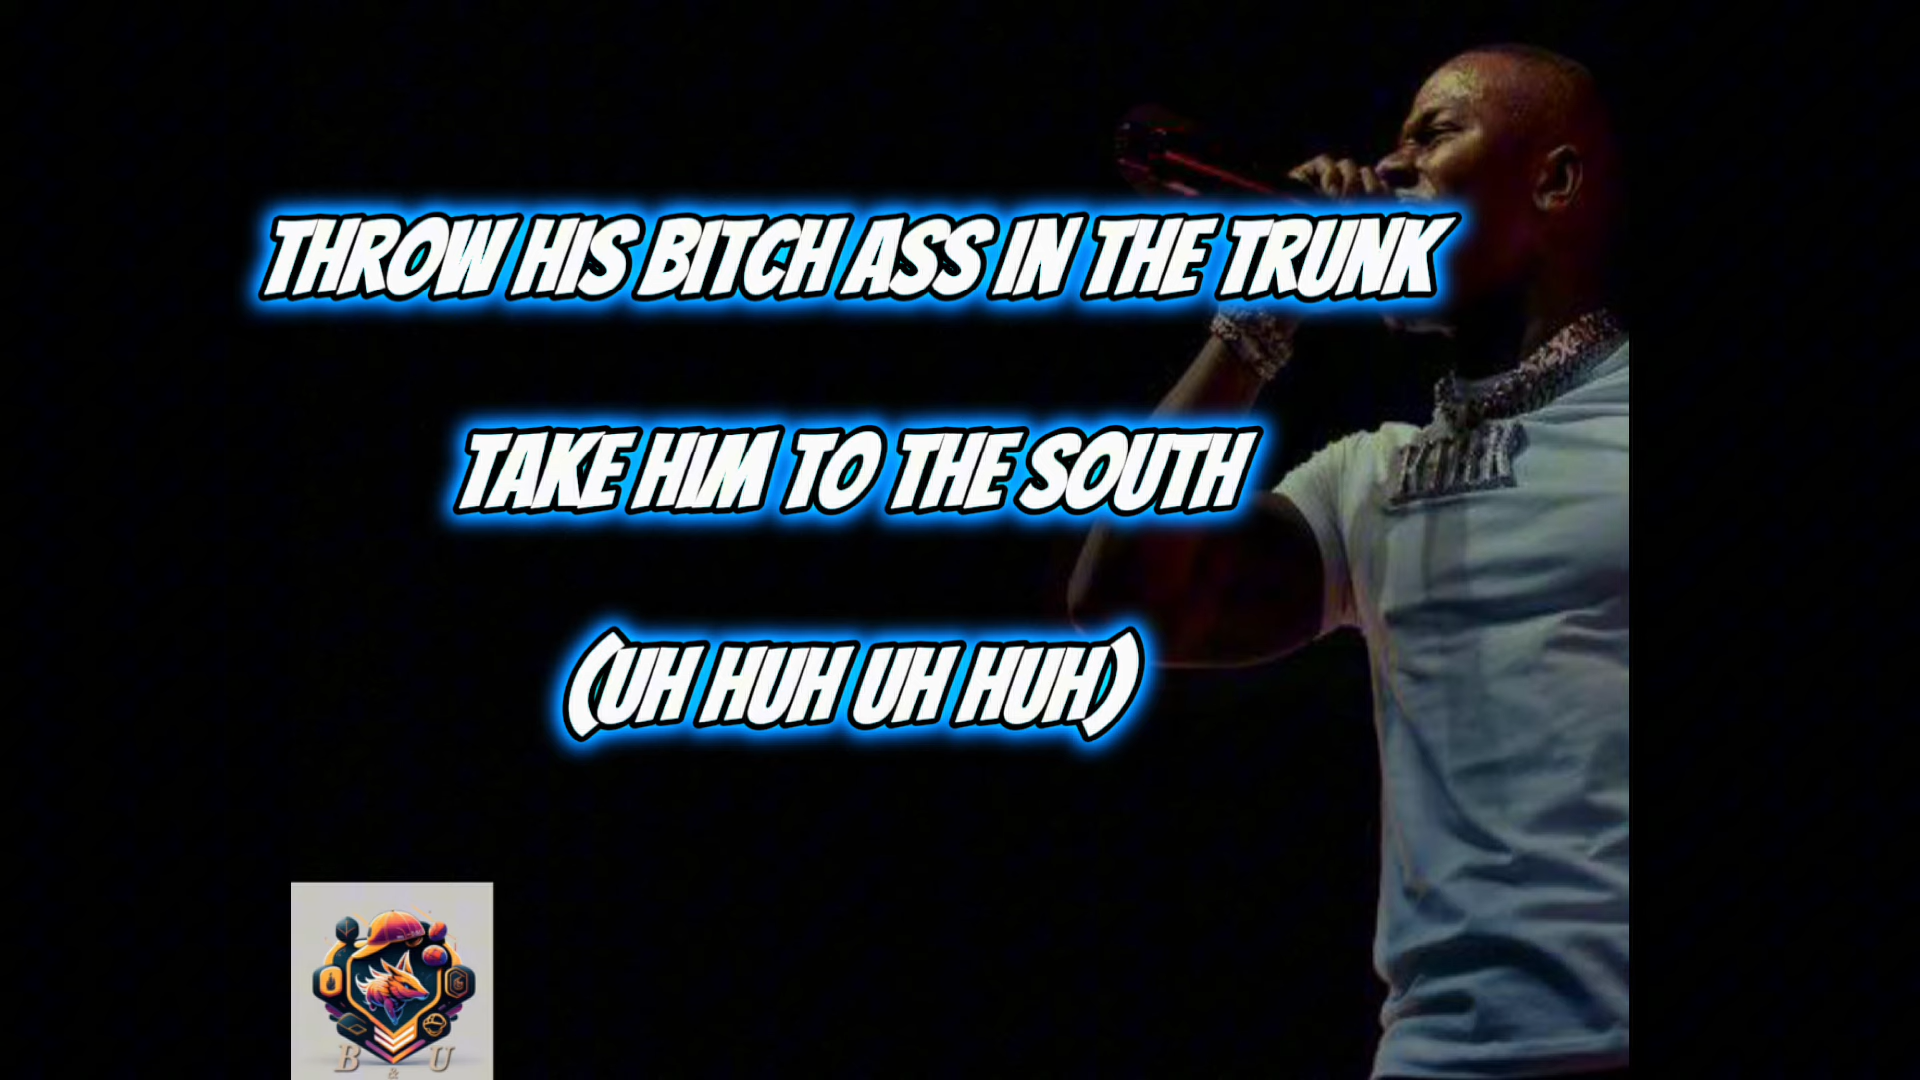 THROW HIS BITCH ASS IN THE TRUNK
TAKE HIM TO THE SOUTH
(UH HUH UH HUH)
B & U